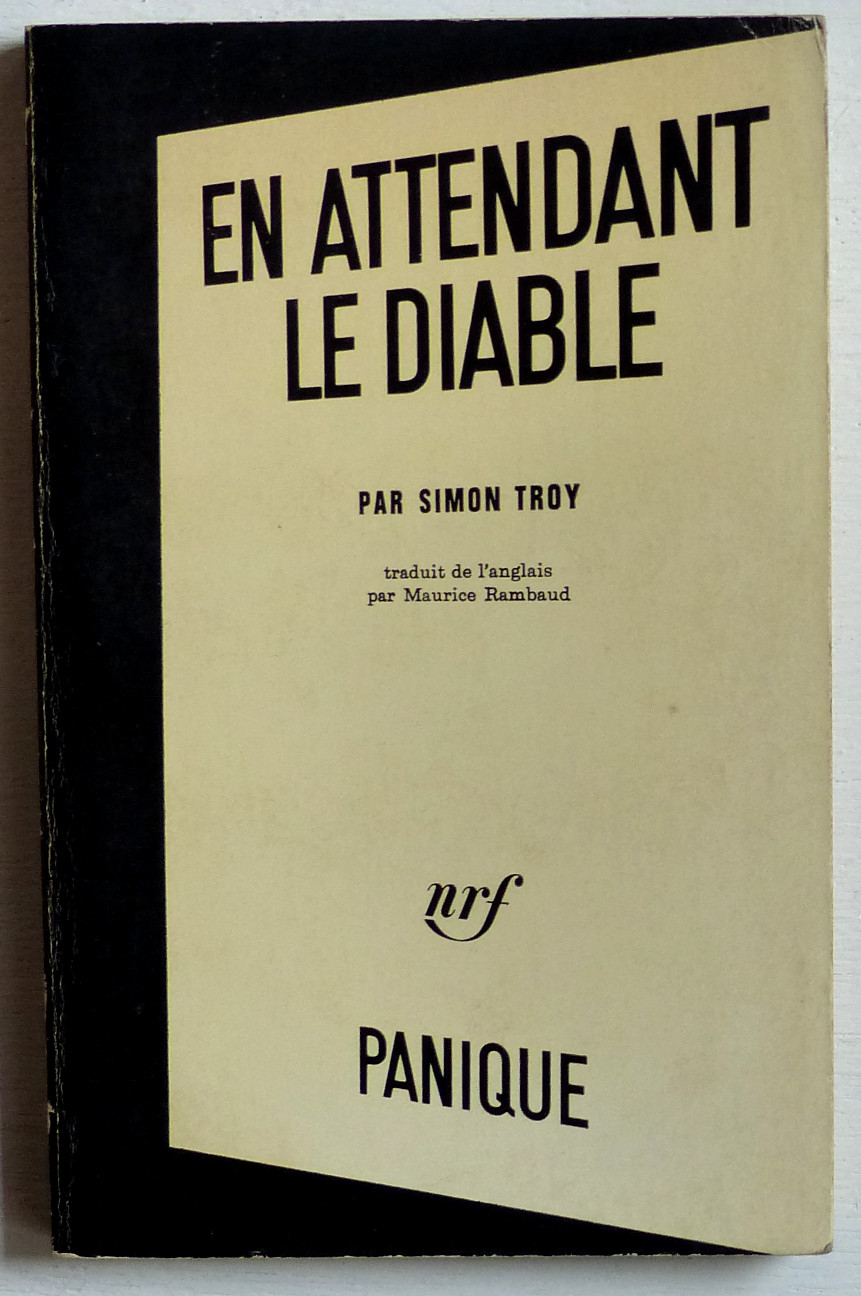 EN ATTENDANT
LE DIABLE
PAR SIMON TROY
traduit de l'anglais
par Maurice Rambaud
nrf
PANIQUE